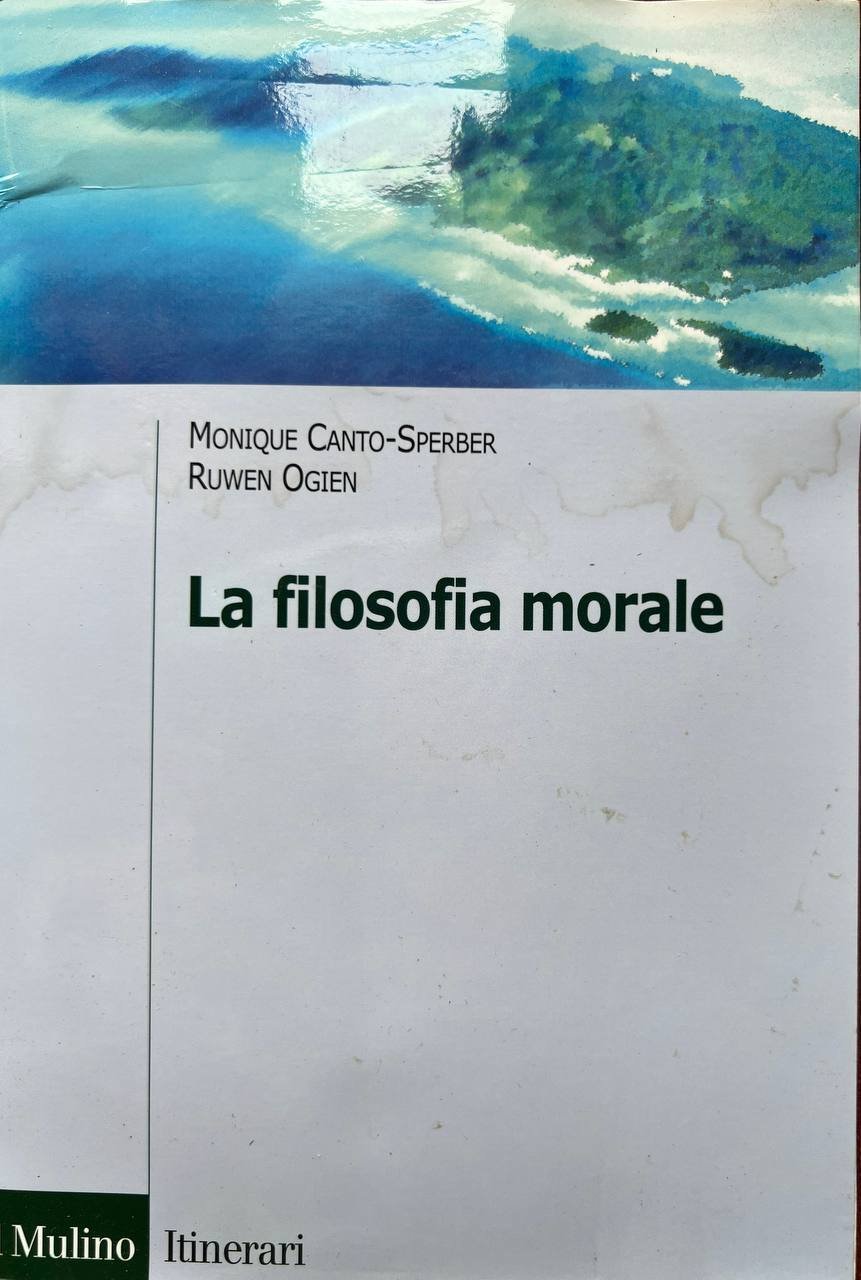 MONIQUE CANTO-SPERBER
RUWEN OGIEN
La filosofia morale
l Mulino
Itinerari